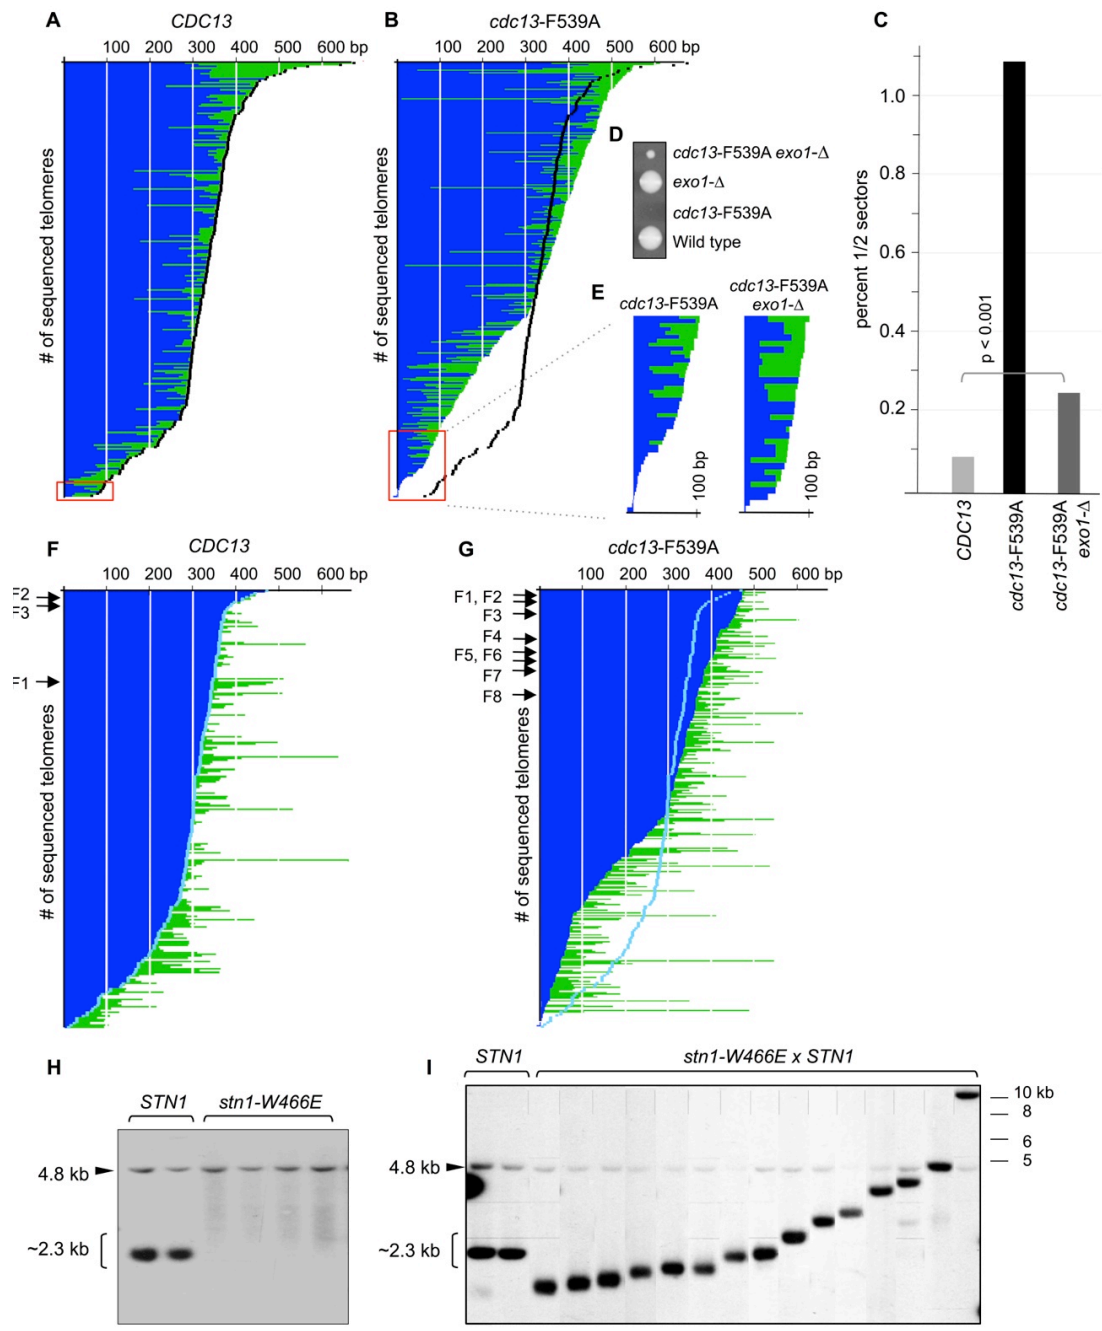 A
CDC13
100 200 300 400 500 600 bp
# of sequenced telomeres
B
cdc13-F539A
100 200 300 400 500 600 bp
# of sequenced telomeres
C
percent 1/2 sectors
1.0
0.8
0.6
0.4
0.2
p < 0.001
CDC13
cdc13-F539A
cdc13-F539A
exo1-Δ
D
cdc13-F539A exo1-Δ
exo1-Δ
cdc13-F539A
Wild type
E
cdc13-F539A
100 bp
cdc13-F539A
exo1-Δ
100 bp
F
CDC13
100 200 300 400 500 600 bp
F2
F3
F1
# of sequenced telomeres
G
cdc13-F539A
100 200 300 400 500 600 bp
F1, F2
F3
F4
F5, F6
F7
F8
# of sequenced telomeres
H
STN1 stn1-W466E
4.8 kb
~2.3 kb
I
STN1 stn1-W466E x STN1
4.8 kb
~2.3 kb
10 kb
8
6
5